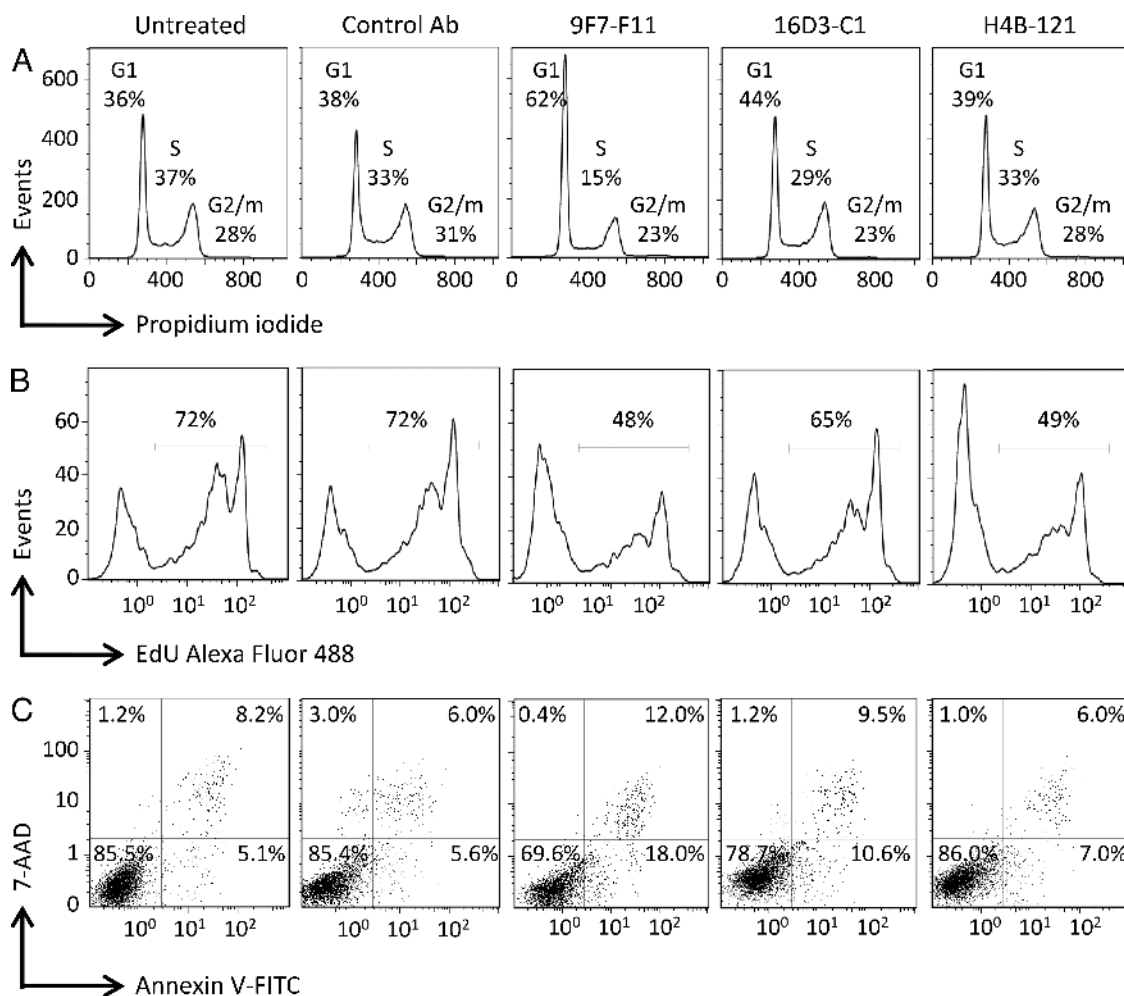 Untreated Control Ab 9F7-F11 16D3-C1 H4B-121
A
G1 G1 G1 G1 G1
36% 38% 62% 44% 39%
S S S S S
37% 33% 15% 29% 33%
G2/m G2/m G2/m G2/m G2/m
28% 31% 23% 23% 28%
600
400
200
0
Events
0 400 800 0 400 800 0 400 800 0 400 800 0 400 800
Propidium iodide
B
72% 72% 48% 65% 49%
60
40
20
0
Events
10⁰ 10¹ 10² 10⁰ 10¹ 10² 10⁰ 10¹ 10² 10⁰ 10¹ 10² 10⁰ 10¹ 10²
EdU Alexa Fluor 488
C
1.2% 8.2% 3.0% 6.0% 0.4% 12.0% 1.2% 9.5% 1.0% 6.0%
100
10
1
0
7-AAD
85.5% 5.1% 85.4% 5.6% 69.6% 18.0% 78.7% 10.6% 86.0% 7.0%
10⁰ 10¹ 10² 10⁰ 10¹ 10² 10⁰ 10¹ 10² 10⁰ 10¹ 10² 10⁰ 10¹ 10²
Annexin V-FITC